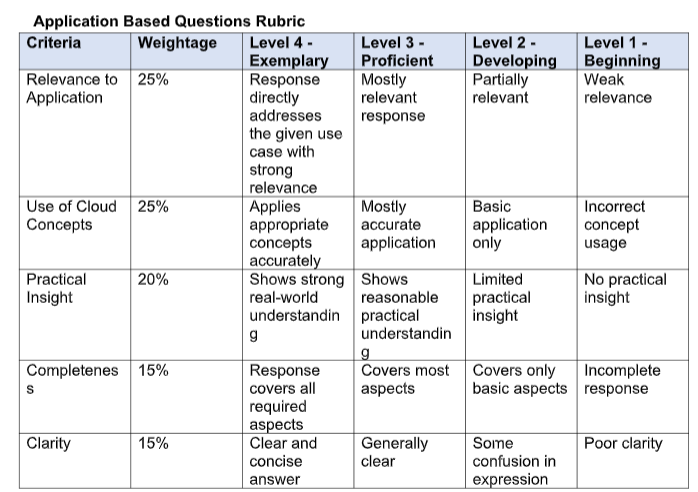 Application Based Questions Rubric
Criteria Weightage Level 4 - Exemplary Level 3 - Proficient Level 2 - Developing Level 1 - Beginning
Relevance to Application 25% Response directly addresses the given use case with strong relevance Mostly relevant response Partially relevant Weak relevance
Use of Cloud Concepts 25% Applies appropriate concepts accurately Mostly accurate application Basic application only Incorrect concept usage
Practical Insight 20% Shows strong real-world understandin g Shows reasonable practical understandin g Limited practical insight No practical insight
Completenes s 15% Response covers all required aspects Covers most aspects Covers only basic aspects Incomplete response
Clarity 15% Clear and concise answer Generally clear Some confusion in expression Poor clarity